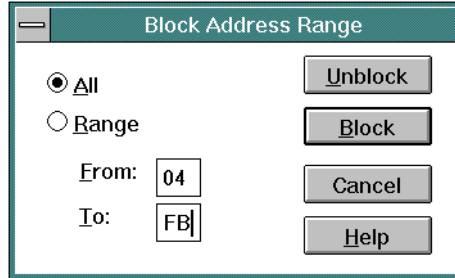 Block Address Range
All
Unblock
Range
Block
From: 04
Cancel
To: FB
Help